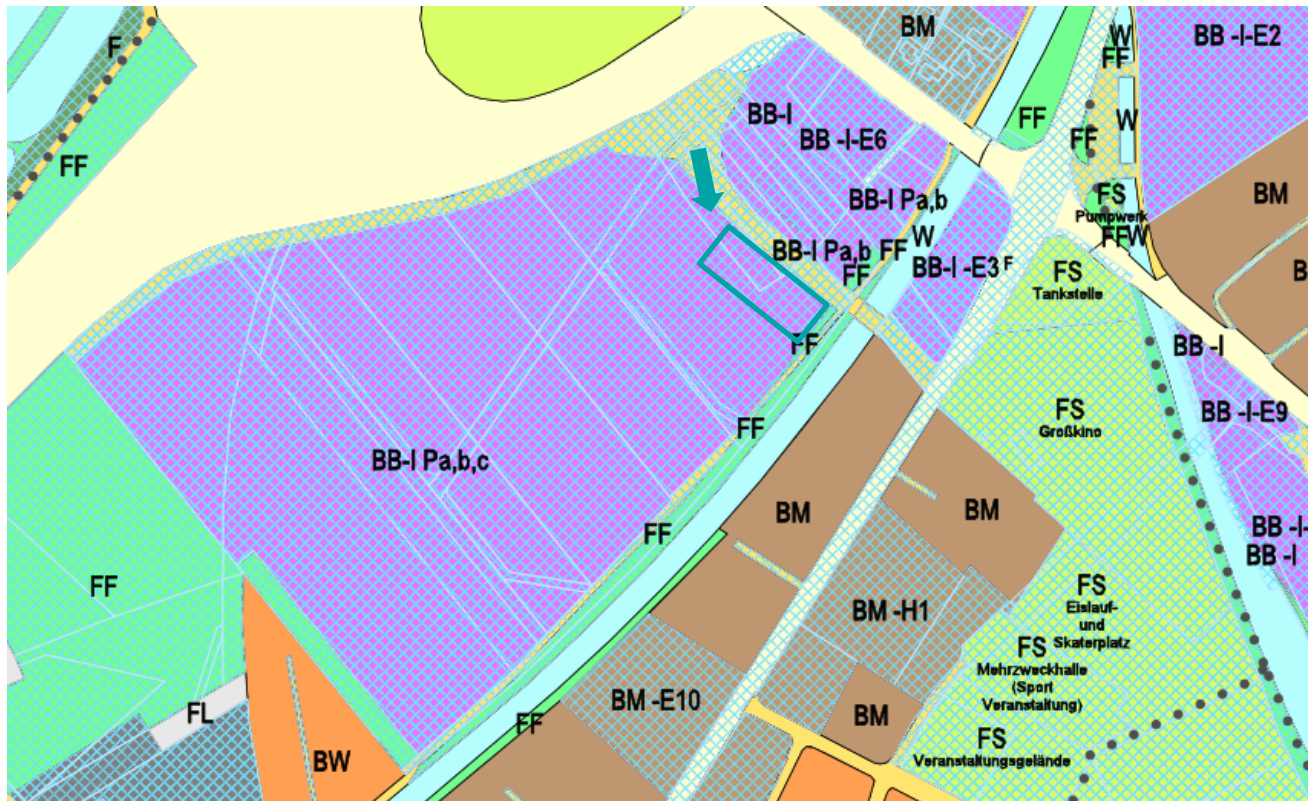 F
BM
W
FF
BB -I-E2
FF
BB-I
FF
FF
W
BB -I-E6
BB-I Pa,b
FS
Pumpwerk
BM
W
FF
W
BB-I Pa,b
FF
FF
BB-I -E3 F
FS
Tankstelle
B
FF
BB -I
FS
Großkino
BB -I-E9
FF
BB-I Pa,b,c
BM
BM
FF
BB -I-
BB -I
FF
BM -H1
FS
Eislauf-
und
Skaterplatz
FS
Mehrzweckhalle
(Sport
Veranstaltung)
BM -E10
FL
FF
BM
FS
Veranstaltungsgelände
BW